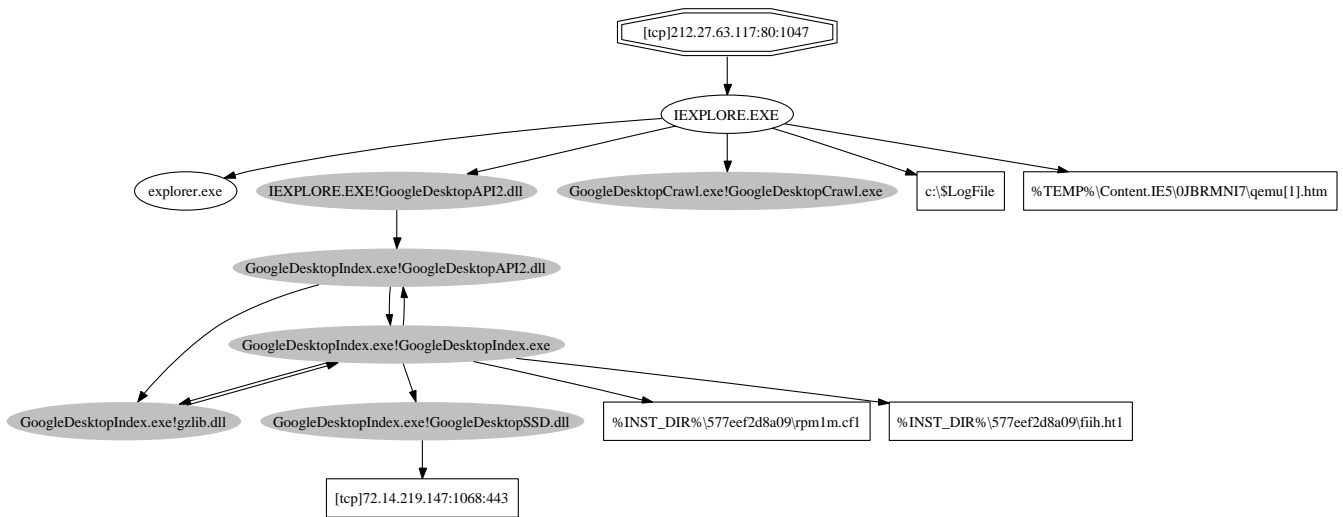 [tcp]212.27.63.117:80:1047
IEXPLORE.EXE
explorer.exe
IEXPLORE.EXE!GoogleDesktopAPI2.dll
GoogleDesktopCrawl.exe!GoogleDesktopCrawl.exe
c:\$LogFile
%TEMP%\Content.IE5\0JBRMNI7\qemu[1].htm
GoogleDesktopIndex.exe!GoogleDesktopAPI2.dll
GoogleDesktopIndex.exe!GoogleDesktopIndex.exe
GoogleDesktopIndex.exe!gzlib.dll
GoogleDesktopIndex.exe!GoogleDesktopSSD.dll
%INST_DIR%\577eef2d8a09\rpm1m.cf1
%INST_DIR%\577eef2d8a09\fiih.ht1
[tcp]72.14.219.147:1068:443